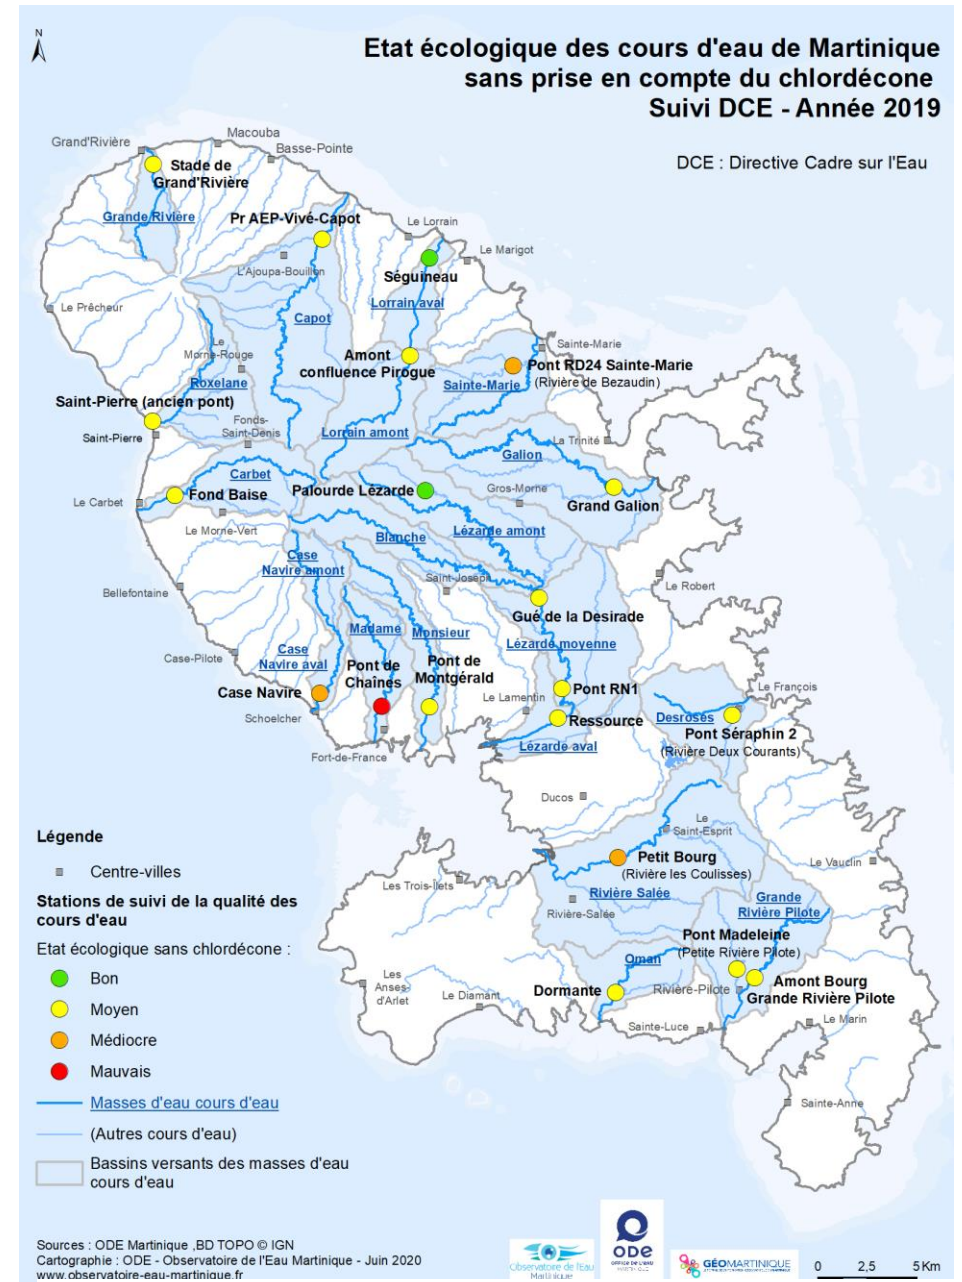 N
Etat écologique des cours d'eau de Martinique
sans prise en compte du chlordécone
Suivi DCE - Année 2019
DCE : Directive Cadre sur l'Eau
Grand'Rivière
Macouba
Basse-Pointe
Stade de
Grand'Rivière
Grande Rivière
Pr AEP-Vivé-Capot
Le Lorrain
Le Marigot
L'Ajoupa-Bouillon
Séguineau
Lorrain aval
Le Prêcheur
Capot
Le
Morne-Rouge
Amont
confluence Pirogue
Sainte-Marie
Pont RD24 Sainte-Marie
(Rivière de Bezaudin)
Sainte-Marie
Roxelane
Saint-Pierre (ancien pont)
Saint-Pierre
Fonds-
Saint-Denis
Lorrain amont
La Trinité
Galion
Carbet
Palourde Lézarde
Gros-Morne
Fond Baise
Le Carbet
Grand Galion
Le Morne-Vert
Blanche
Lézarde amont
Case
Navire amont
Saint-Joseph
Bellefontaine
Le Robert
Gué de la Desirade
Madame
Monsieur
Lézarde moyenne
Case-Pilote
Case
Navire aval
Pont de
Chaînes
Pont de
Montgérald
Case Navire
Schoelcher
Le Lamentin
Pont RN1
Ressource
Le François
Desroses
Pont Séraphin 2
(Rivière Deux Courants)
Lézarde aval
Fort-de-France
Ducos
Le
Saint-Esprit
Petit Bourg
(Rivière les Coulisses)
Le Vauclin
Les Trois-Ilets
Rivière Salée
Rivière-Salée
Grande
Rivière Pilote
Pont Madeleine
(Petite Rivière Pilote)
Oman
Les
Anses-
d'Arlet
Le Diamant
Dormante
Rivière-Pilote
Amont Bourg
Grande Rivière Pilote
Sainte-Luce
Le Marin
Sainte-Anne
Légende
Centre-villes
Stations de suivi de la qualité des
cours d'eau
Etat écologique sans chlordécone :
Bon
Moyen
Médiocre
Mauvais
Masses d'eau cours d'eau
(Autres cours d'eau)
Bassins versants des masses d'eau
cours d'eau
Sources : ODE Martinique ,BD TOPO © IGN
Cartographie : ODE - Observatoire de l'Eau Martinique - Juin 2020
www.observatoire-eau-martinique.fr
Observatoire de l'Eau
Martinique
ODE
OFFICE DE L'EAU
MARTINIQUE
GÉOMARTINIQUE
0 2,5 5 Km